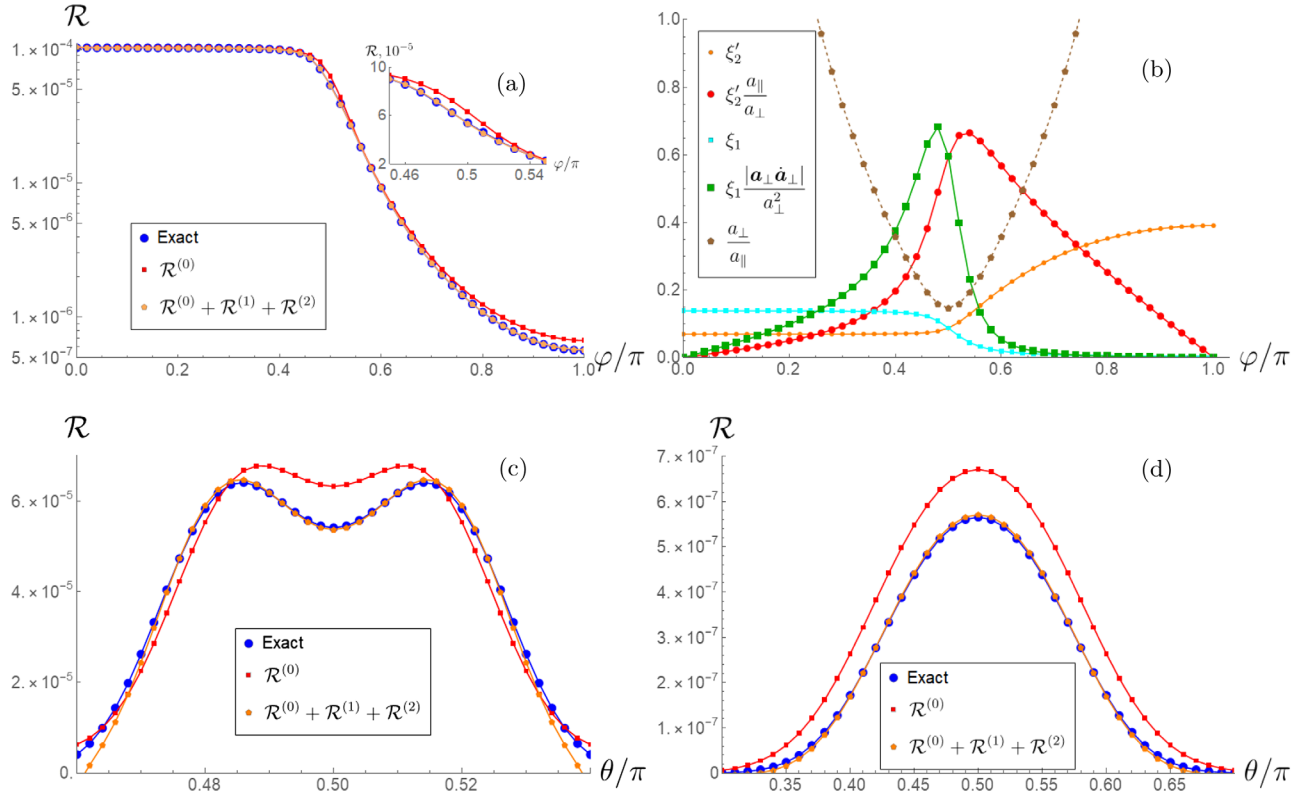 R
1. × 10⁻⁴
5. × 10⁻⁵
1. × 10⁻⁵
5. × 10⁻⁶
1. × 10⁻⁶
5. × 10⁻⁷
0.0 0.2 0.4 0.6 0.8 1.0 φ/π
(a)
R, 10⁻⁵
10
6
2
0.46 0.5 0.54 φ/π
Exact
R⁽⁰⁾
R⁽⁰⁾ + R⁽¹⁾ + R⁽²⁾
(b)
1.0
0.8
0.6
0.4
0.2
0.0
0.0 0.2 0.4 0.6 0.8 1.0 φ/π
ξ′₂
ξ′₂ a∥/a⊥
ξ₁
ξ₁ |a⊥ȧ⊥|/a²⊥
a⊥/a∥
R
(c)
6. × 10⁻⁵
4. × 10⁻⁵
2. × 10⁻⁵
0.
0.48 0.50 0.52 θ/π
Exact
R⁽⁰⁾
R⁽⁰⁾ + R⁽¹⁾ + R⁽²⁾
R
(d)
7. × 10⁻⁷
6. × 10⁻⁷
5. × 10⁻⁷
4. × 10⁻⁷
3. × 10⁻⁷
2. × 10⁻⁷
1. × 10⁻⁷
0.
0.35 0.40 0.45 0.50 0.55 0.60 0.65 θ/π
Exact
R⁽⁰⁾
R⁽⁰⁾ + R⁽¹⁾ + R⁽²⁾